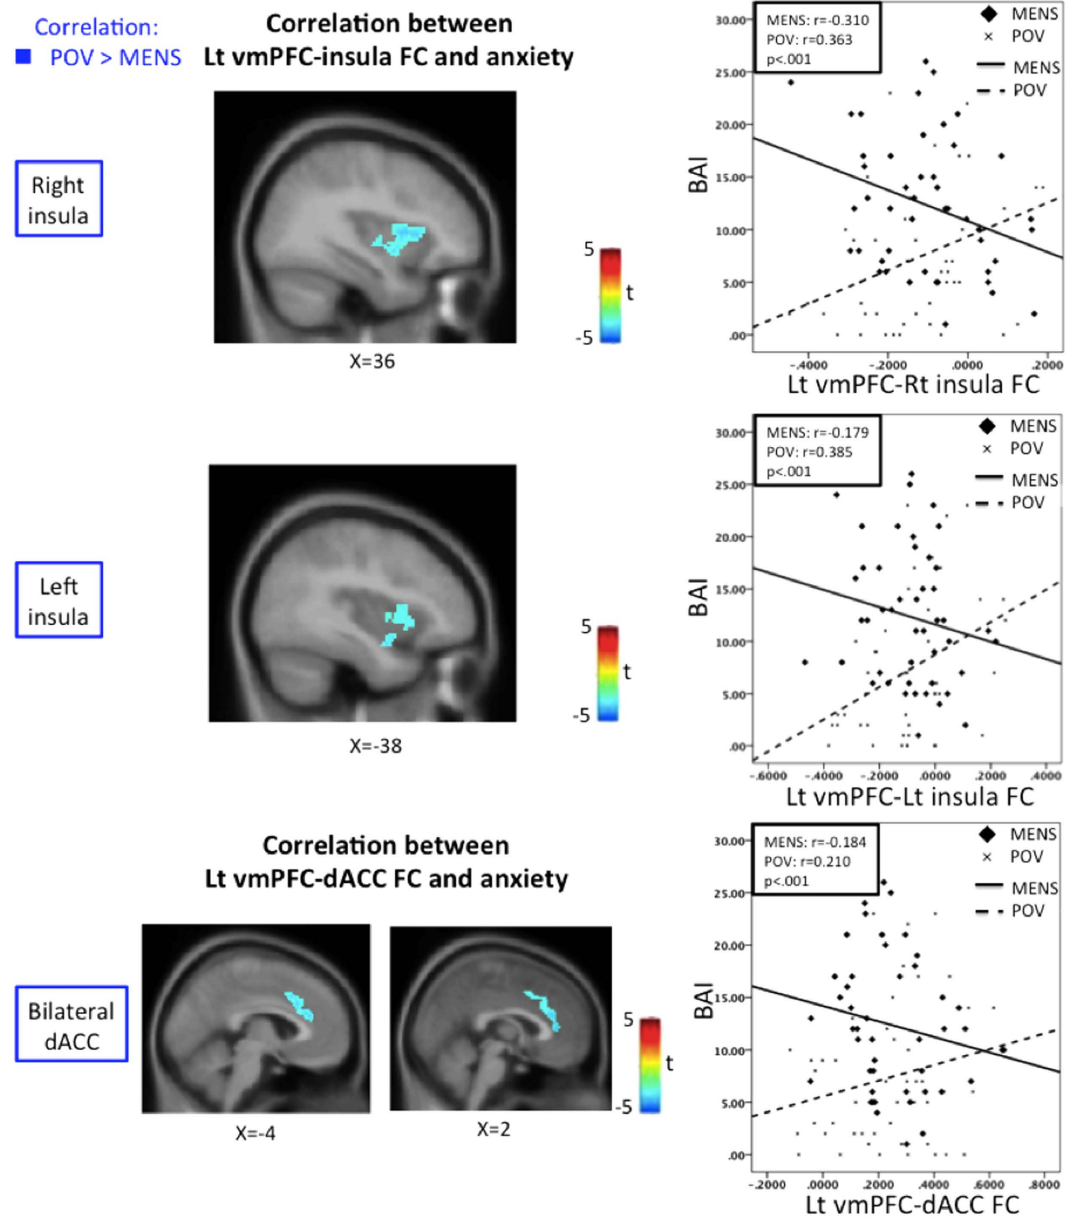 Correlation:
POV > MENS
Correlation between
Lt vmPFC-insula FC and anxiety
Right
insula
X=36
5
t
-5
MENS: r=-0.310
POV: r=0.363
p<.001
MENS
POV
MENS
POV
30.00
25.00
20.00
15.00
10.00
5.00
.00
BAI
-.4000 -.2000 .0000 .2000
Lt vmPFC-Rt insula FC
Left
insula
X=-38
5
t
-5
MENS: r=-0.179
POV: r=0.385
p<.001
MENS
POV
MENS
POV
30.00
25.00
20.00
15.00
10.00
5.00
.00
BAI
-.6000 -.4000 -.2000 .0000 .2000 .4000
Lt vmPFC-Lt insula FC
Correlation between
Lt vmPFC-dACC FC and anxiety
Bilateral
dACC
X=-4
X=2
5
t
-5
MENS: r=-0.184
POV: r=0.210
p<.001
MENS
POV
MENS
POV
30.00
25.00
20.00
15.00
10.00
5.00
.00
BAI
-.2000 .0000 .2000 .4000 .6000 .8000
Lt vmPFC-dACC FC